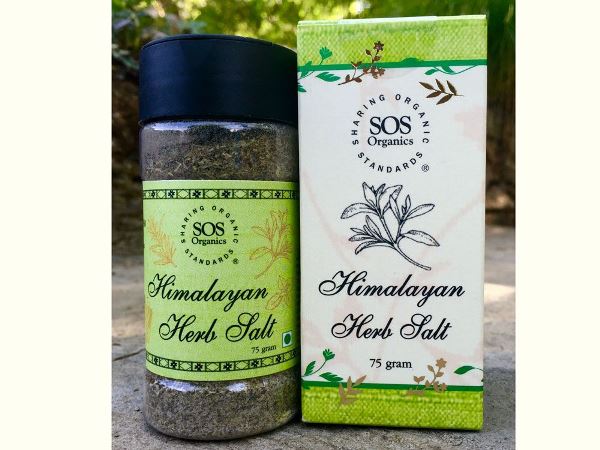 SHARING ORGANIC STANDARDS
SOS
Organics
®
Himalayan
Herb Salt
75 gram
SHARING ORGANIC STANDARDS
SOS
Organics
®
Himalayan
Herb Salt
75 gram